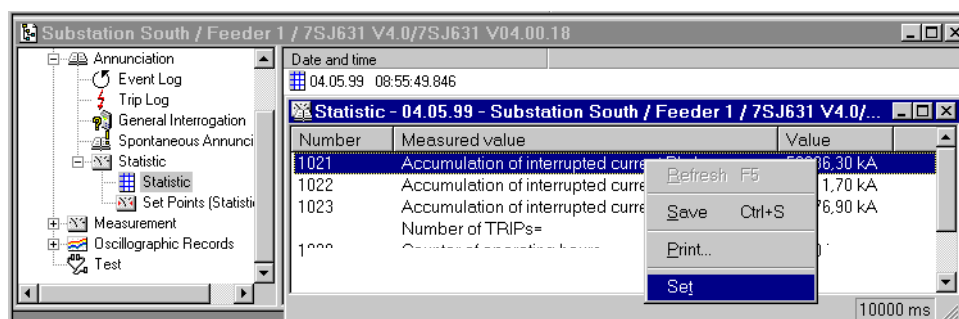 Substation South / Feeder 1 / 7SJ631 V4.0/7SJ631 V04.00.18
Annunciation
Event Log
Trip Log
General Interrogation
Spontaneous Annunci
Statistic
Statistic
Set Points (Statisti
Measurement
Oscillographic Records
Test
Date and time
04.05.99 08:55:49.846
Statistic - 04.05.99 - Substation South / Feeder 1 / 7SJ631 V4.0/...
Number Measured value Value
1021 Accumulation of interrupted current 6,30 kA
1022 Accumulation of interrupted curre 1,70 kA
1023 Accumulation of interrupted curre 76,90 kA
Number of TRIPs=
Refresh F5
Save Ctrl+S
Print...
Set
10000 ms